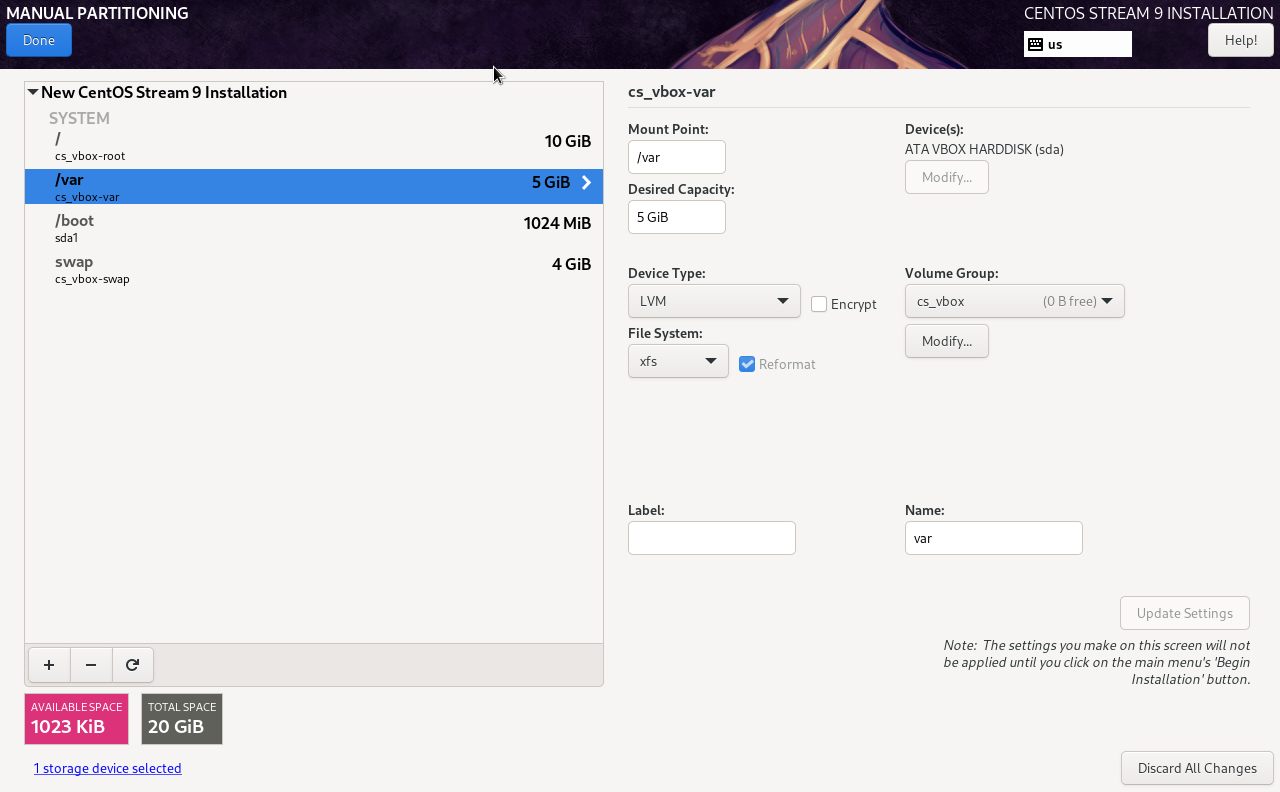 MANUAL PARTITIONING
CENTOS STREAM 9 INSTALLATION
Done
us
Help!
New CentOS Stream 9 Installation
SYSTEM
/
10 GiB
cs_vbox-root
/var
5 GiB
cs_vbox-var
/boot
1024 MiB
sda1
swap
4 GiB
cs_vbox-swap
cs_vbox-var
Mount Point:
Device(s):
/var
ATA VBOX HARDDISK (sda)
Modify...
Desired Capacity:
5 GiB
Device Type:
Volume Group:
LVM
Encrypt
cs_vbox (0 B free)
File System:
Modify...
xfs
Reformat
Label:
Name:
var
Update Settings
Note: The settings you make on this screen will not
be applied until you click on the main menu's 'Begin
Installation' button.
+
−
AVAILABLE SPACE
1023 KiB
TOTAL SPACE
20 GiB
1 storage device selected
Discard All Changes